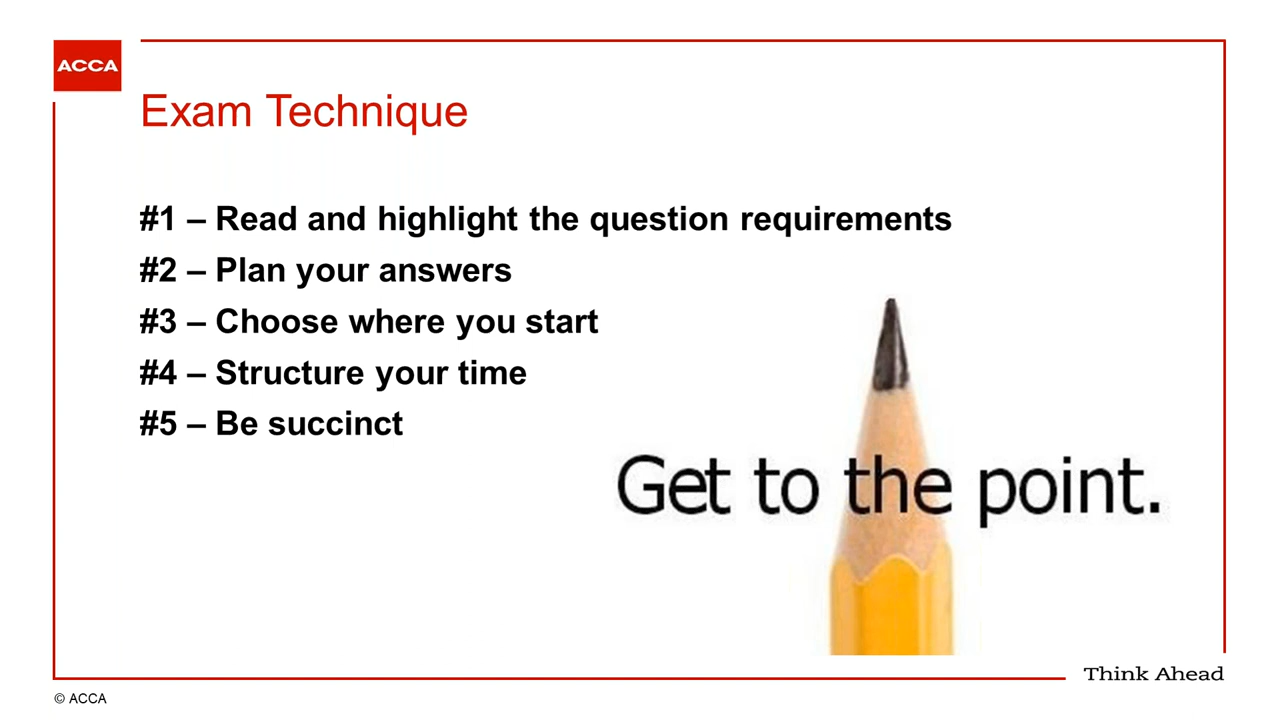 ACCA
Exam Technique
#1 – Read and highlight the question requirements
#2 – Plan your answers
#3 – Choose where you start
#4 – Structure your time
#5 – Be succinct
Get to the point.
Think Ahead
© ACCA